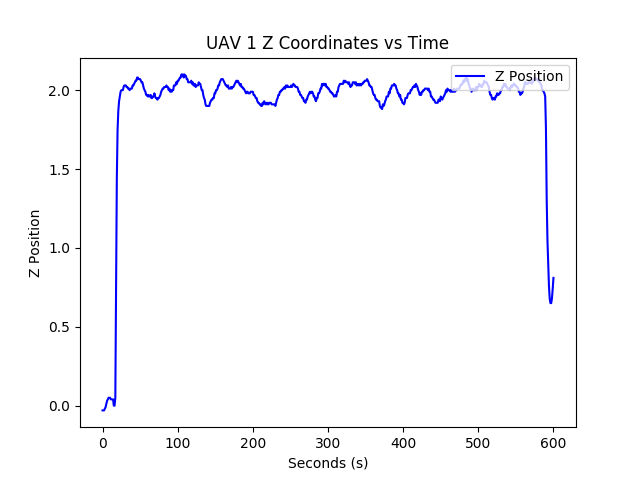 UAV 1 Z Coordinates vs Time
Z Position
2.0
1.5
1.0
0.5
0.0
Z Position
0 100 200 300 400 500 600
Seconds (s)